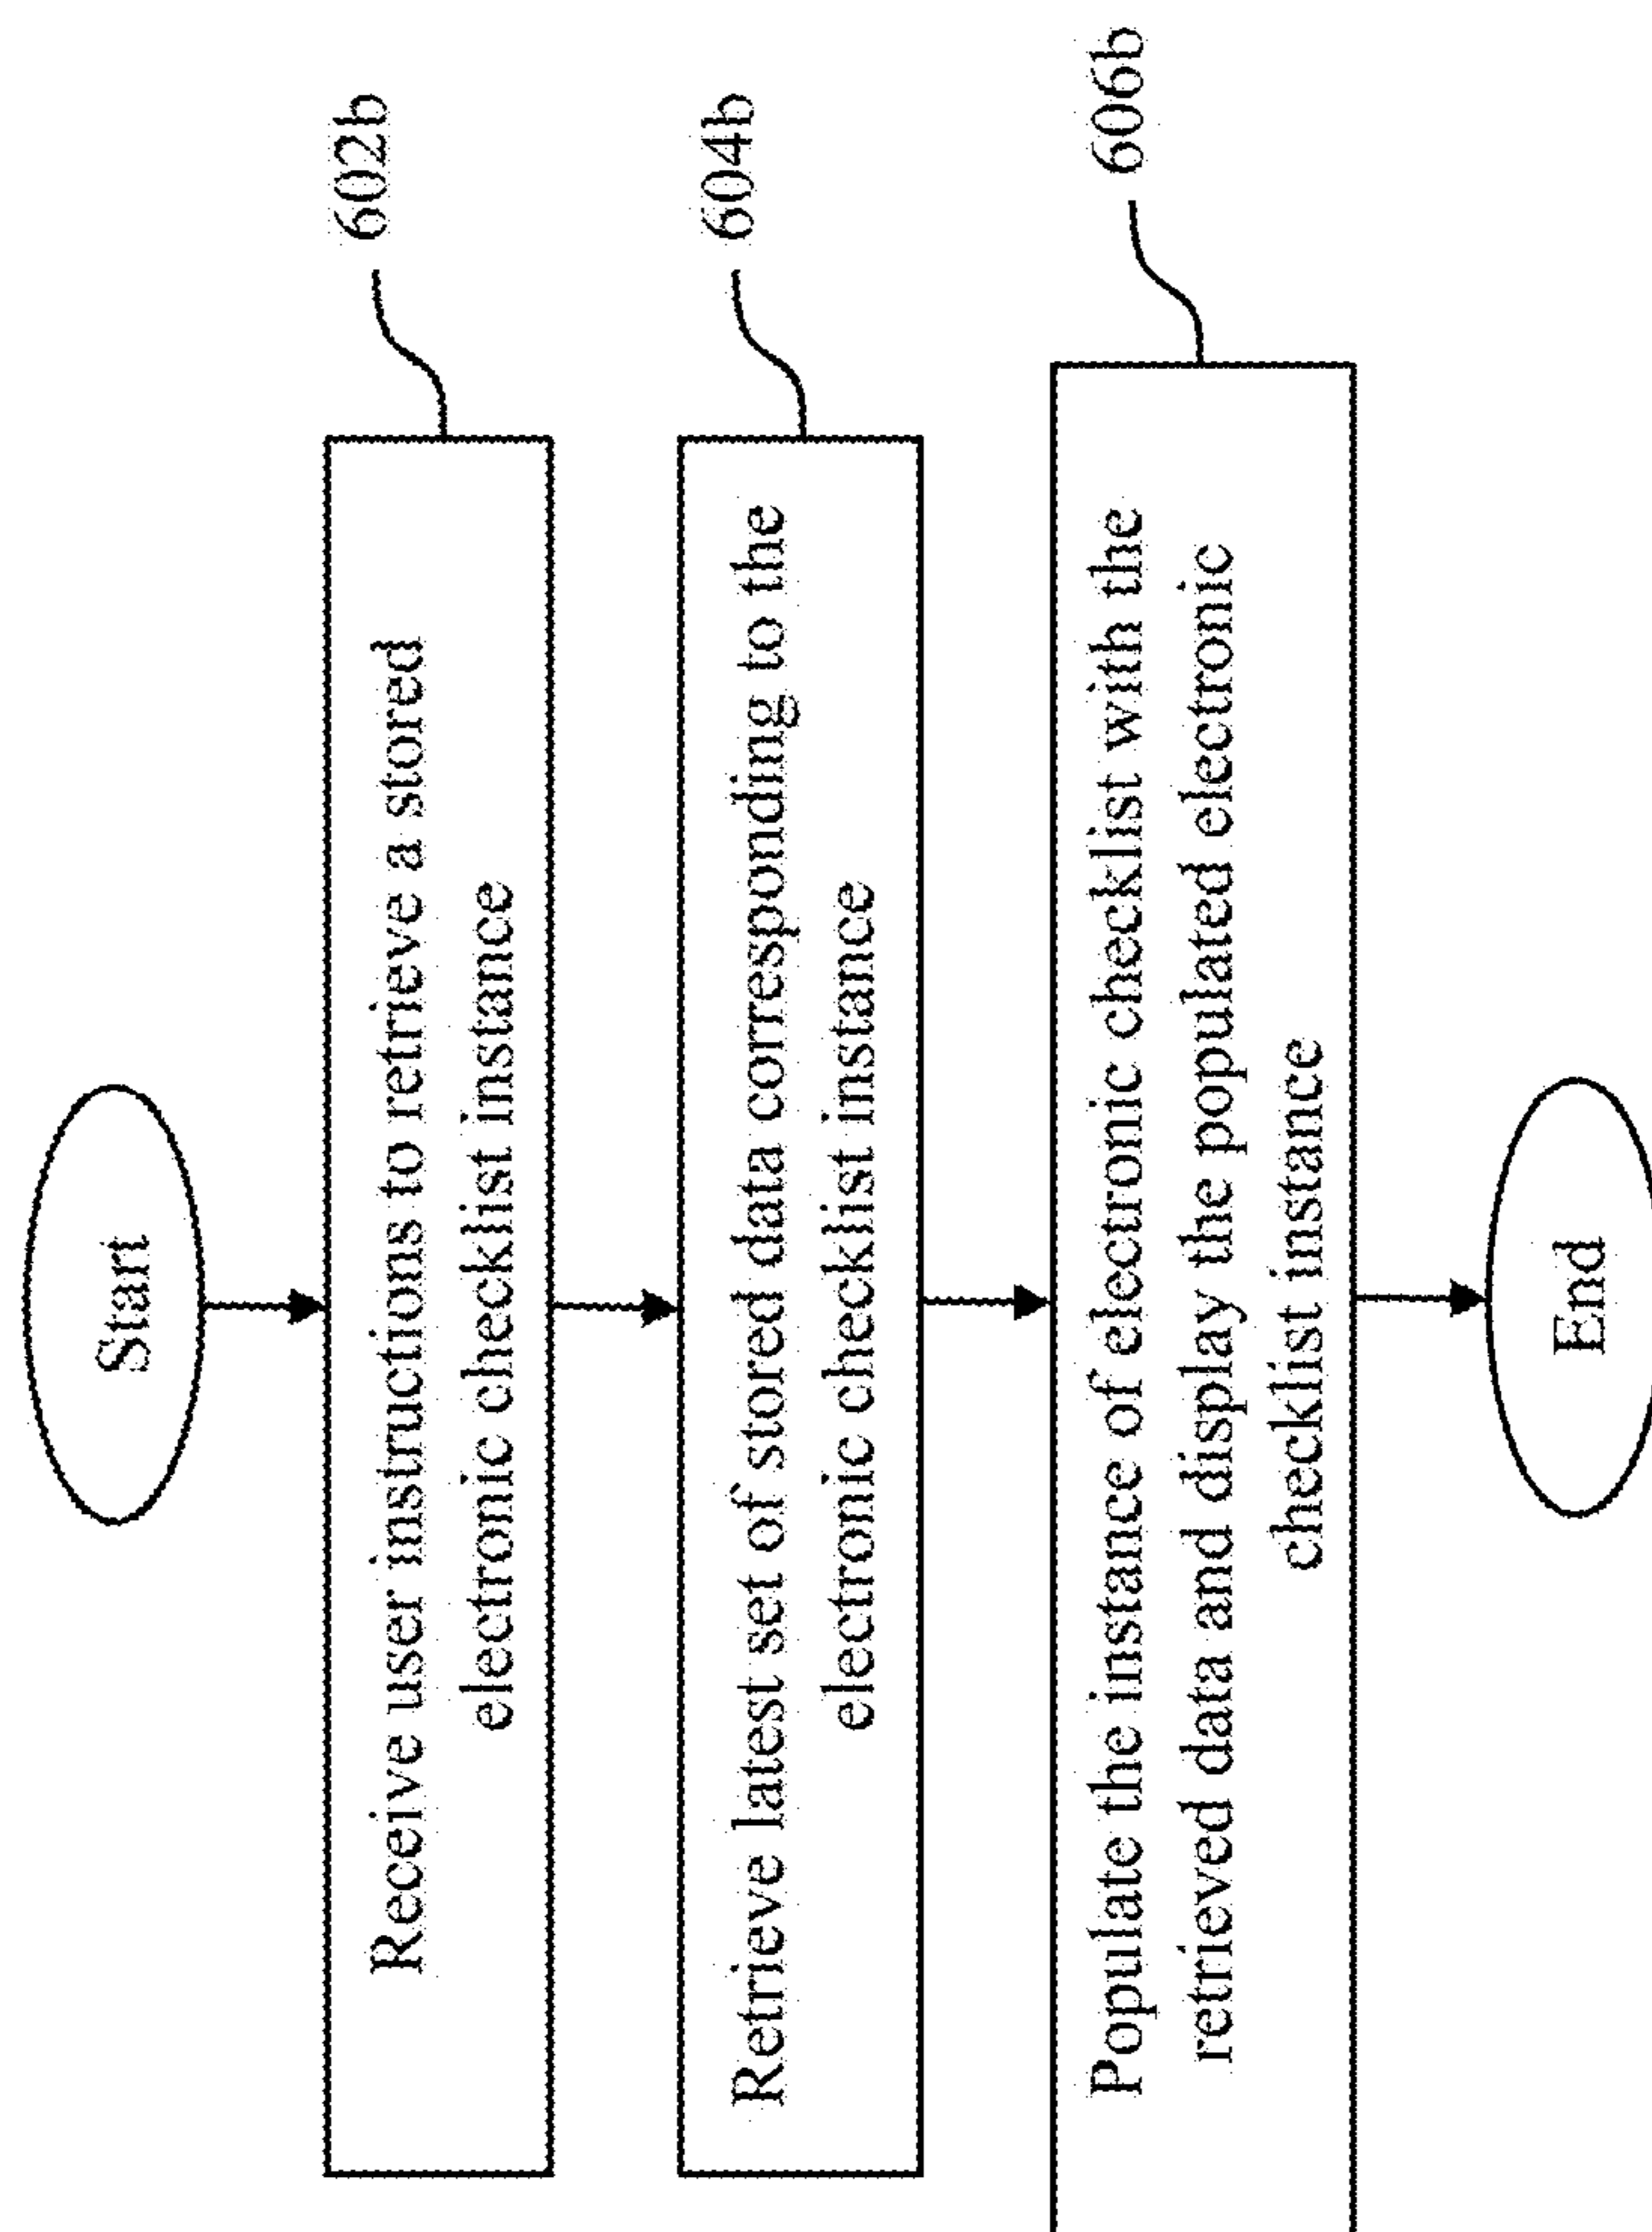 Start
Receive user instructions to retrieve a stored
electronic checklist instance
602b
Retrieve latest set of stored data corresponding to the
electronic checklist instance
604b
Populate the instance of electronic checklist with the
retrieved data and display the populated electronic
checklist instance
606b
End